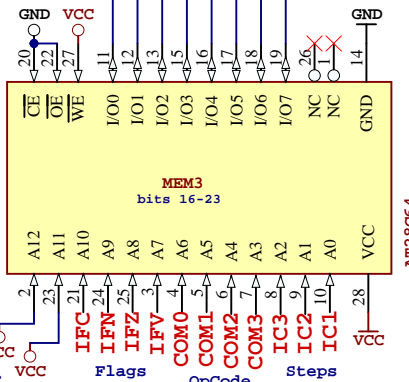 GND VCC GND
20 22 27 11 12 13 15 16 17 18 19 26 1 14
CE OE WE I/O0 I/O1 I/O2 I/O3 I/O4 I/O5 I/O6 I/O7 NC NC GND
MEM3
bits 16-23
A12 A11 A10 A9 A8 A7 A6 A5 A4 A3 A2 A1 A0 VCC
2 23 21 24 25 3 4 5 6 7 8 9 10 28
IFC IFN IFZ IFV COM0 COM1 COM2 COM3 IC3 IC2 IC1
VCC
VCC
Flags Steps
OpCode